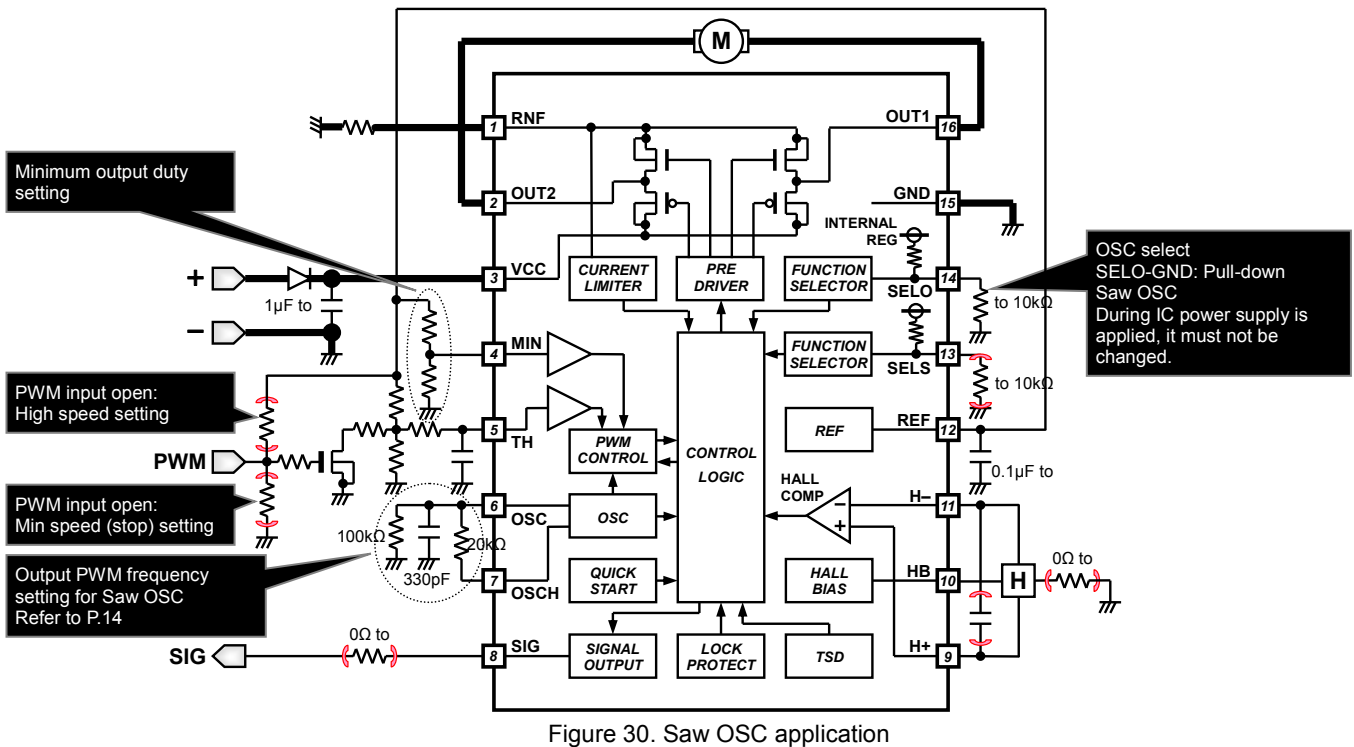 M
1
RNF
OUT1
16
Minimum output duty
setting
2
OUT2
GND
15
INTERNAL
REG
OSC select
SELO-GND: Pull-down
Saw OSC
During IC power supply is
applied, it must not be
changed.
+
3
VCC
CURRENT
LIMITER
PRE
DRIVER
FUNCTION
SELECTOR
14
SELO
to 10kΩ
1µF to
−
4
MIN
FUNCTION
SELECTOR
13
SELS
to 10kΩ
PWM input open:
High speed setting
5
TH
PWM
CONTROL
CONTROL
LOGIC
REF
REF
12
0.1µF to
PWM
PWM input open:
Min speed (stop) setting
6
OSC
OSC
HALL
COMP
−
+
H−
11
100kΩ
330pF
20kΩ
7
OSCH
QUICK
START
HALL
BIAS
HB
10
H
0Ω to
Output PWM frequency
setting for Saw OSC
Refer to P.14
SIG
0Ω to
8
SIG
SIGNAL
OUTPUT
LOCK
PROTECT
TSD
H+
9
Figure 30. Saw OSC application